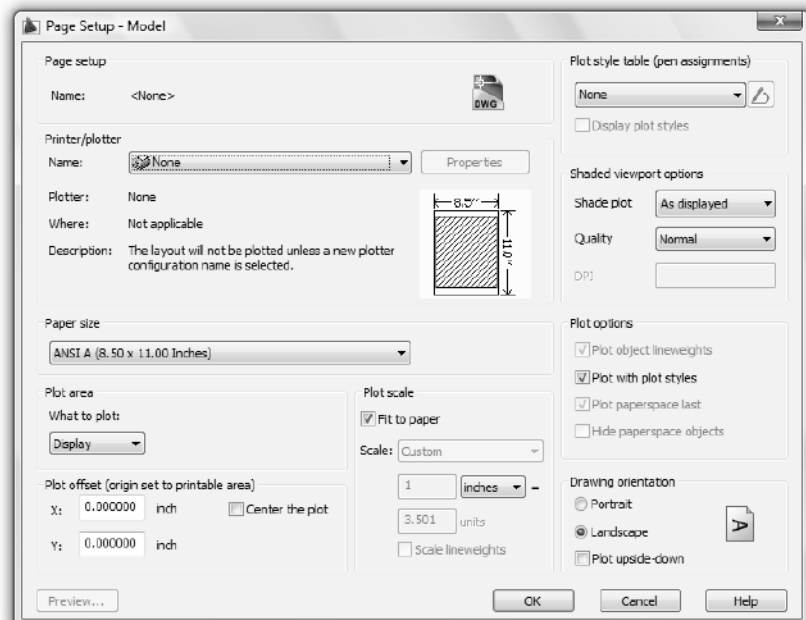 Page Setup - Model
Page setup
Name: <None>
DWG
Printer/plotter
Name: None
Properties
Plotter: None
Where: Not applicable
Description: The layout will not be plotted unless a new plotter
configuration name is selected.
8.5''
11.0''
Paper size
ANSI A (8.50 x 11.00 Inches)
Plot area
What to plot:
Display
Plot offset (origin set to printable area)
X: 0.000000 inch
Center the plot
Y: 0.000000 inch
Plot scale
Fit to paper
Scale: Custom
1 inches =
3.501 units
Scale lineweights
Plot style table (pen assignments)
None
Display plot styles
Shaded viewport options
Shade plot As displayed
Quality Normal
DPI
Plot options
Plot object lineweights
Plot with plot styles
Plot paperspace last
Hide paperspace objects
Drawing orientation
Portrait
Landscape
Plot upside-down
A
Preview...
OK
Cancel
Help